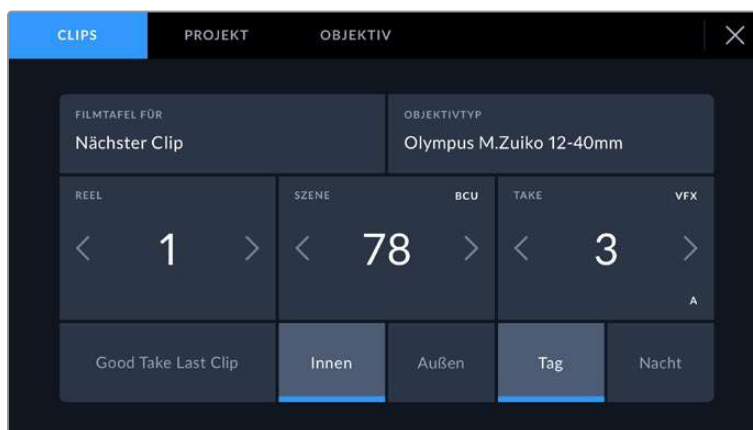 CLIPS PROJEKT OBJEKTIV
FILMTAFEL FÜR OBJEKTIVTYP
Nächster Clip Olympus M.Zuiko 12-40mm
REEL SZENE BCU TAKE VFX
1 78 3
A
Good Take Last Clip Innen Außen Tag Nacht